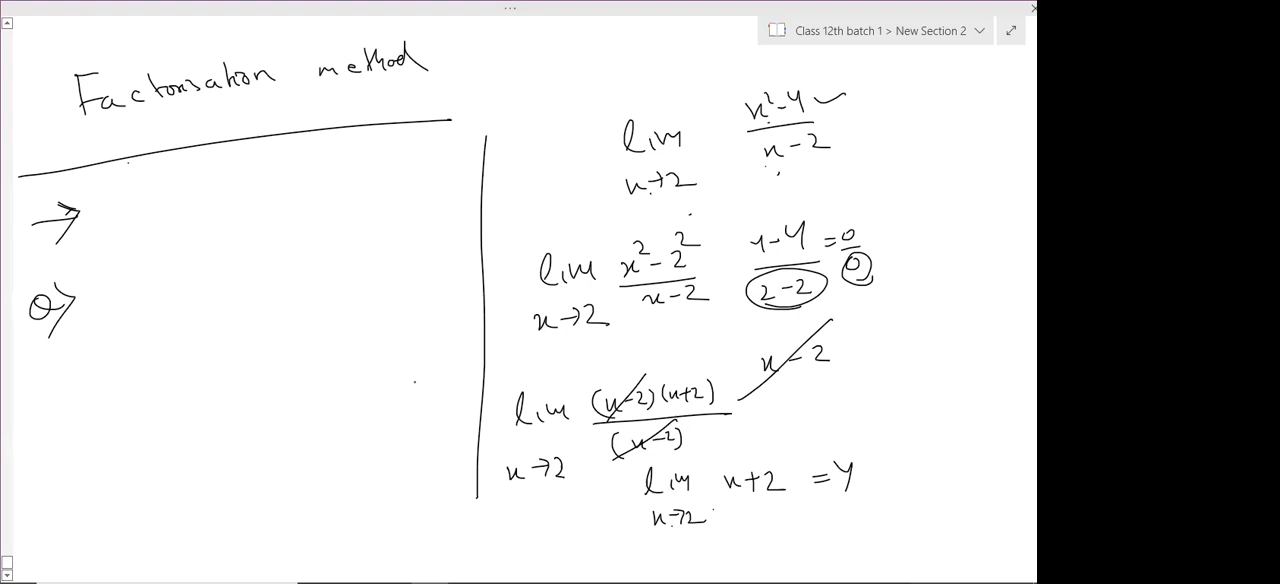 Class 12th batch 1 > New Section 2
Factorisation method
→
Q>
lim x→2 x²-4 / x-2 ✓
lim x→2 x²-2² / x-2
4-4 / 2-2 = 0/0
x-2
lim x→2 (x-2)(x+2) / (x-2)
lim x→2 x+2 = 4